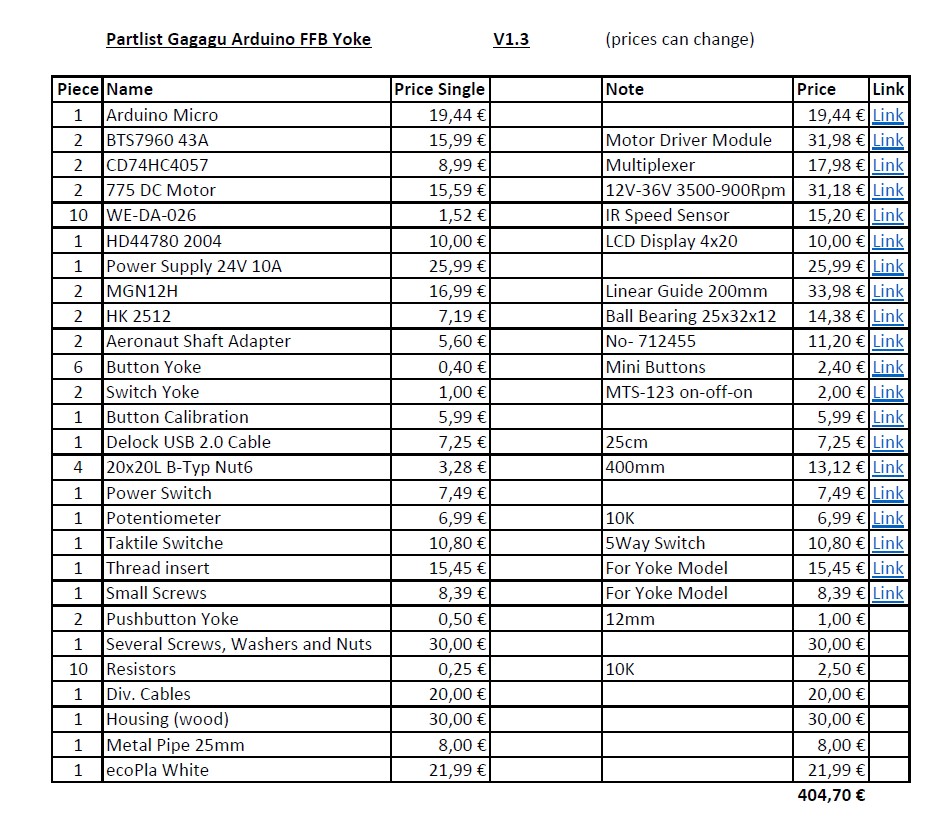 Partlist Gagagu Arduino FFB Yoke V1.3 (prices can change)
Piece Name Price Single Note Price Link
1 Arduino Micro 19,44 € 19,44 € Link
2 BTS7960 43A 15,99 € Motor Driver Module 31,98 € Link
2 CD74HC4057 8,99 € Multiplexer 17,98 € Link
2 775 DC Motor 15,59 € 12V-36V 3500-900Rpm 31,18 € Link
10 WE-DA-026 1,52 € IR Speed Sensor 15,20 € Link
1 HD44780 2004 10,00 € LCD Display 4x20 10,00 € Link
1 Power Supply 24V 10A 25,99 € 25,99 € Link
2 MGN12H 16,99 € Linear Guide 200mm 33,98 € Link
2 HK 2512 7,19 € Ball Bearing 25x32x12 14,38 € Link
2 Aeronaut Shaft Adapter 5,60 € No- 712455 11,20 € Link
6 Button Yoke 0,40 € Mini Buttons 2,40 € Link
2 Switch Yoke 1,00 € MTS-123 on-off-on 2,00 € Link
1 Button Calibration 5,99 € 5,99 € Link
1 Delock USB 2.0 Cable 7,25 € 25cm 7,25 € Link
4 20x20L B-Typ Nut6 3,28 € 400mm 13,12 € Link
1 Power Switch 7,49 € 7,49 € Link
1 Potentiometer 6,99 € 10K 6,99 € Link
1 Taktile Switche 10,80 € 5Way Switch 10,80 € Link
1 Thread insert 15,45 € For Yoke Model 15,45 € Link
1 Small Screws 8,39 € For Yoke Model 8,39 € Link
2 Pushbutton Yoke 0,50 € 12mm 1,00 €
1 Several Screws, Washers and Nuts 30,00 € 30,00 €
10 Resistors 0,25 € 10K 2,50 €
1 Div. Cables 20,00 € 20,00 €
1 Housing (wood) 30,00 € 30,00 €
1 Metal Pipe 25mm 8,00 € 8,00 €
1 ecoPla White 21,99 € 21,99 €
404,70 €